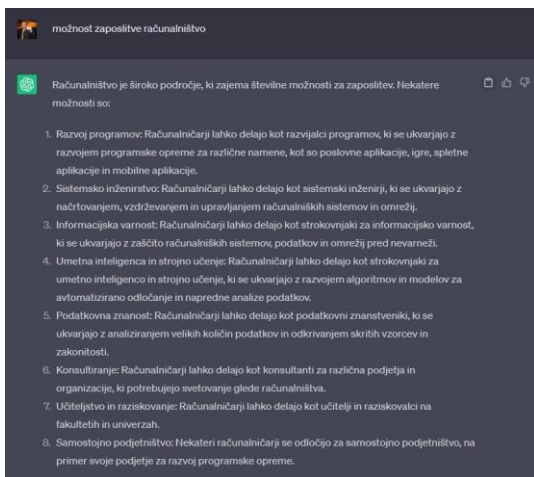 možnost zaposlitve računalništvo
Računalništvo je široko področje, ki zajema številne možnosti za zaposlitev. Nekatere
možnosti so:
1. Razvoj programov: Računalničarji lahko delajo kot razvijalci programov, ki se ukvarjajo z
razvojem programske opreme za različne namene, kot so poslovne aplikacije, igre, spletne
aplikacije in mobilne aplikacije.
2. Sistemsko inženirstvo: Računalničarji lahko delajo kot sistemski inženirji, ki se ukvarjajo z
načrtovanjem, vzdrževanjem in upravljanjem računalniških sistemov in omrežij.
3. Informacijska varnost: Računalničarji lahko delajo kot strokovnjaki za informacijsko varnost,
ki se ukvarjajo z zaščito računalniških sistemov, podatkov in omrežij pred nevarneži.
4. Umetna inteligenca in strojno učenje: Računalničarji lahko delajo kot strokovnjaki za
umetno inteligenco in strojno učenje, ki se ukvarjajo z razvojem algoritmov in modelov za
avtomatizirano odločanje in napredne analize podatkov.
5. Podatkovna znanost: Računalničarji lahko delajo kot podatkovni znanstveniki, ki se
ukvarjajo z analiziranjem velikih količin podatkov in odkrivanjem skritih vzorcev in
zakonitosti.
6. Konsultiranje: Računalničarji lahko delajo kot konsultanti za različna podjetja in
organizacije, ki potrebujejo svetovanje glede računalništva.
7. Učiteljstvo in raziskovanje: Računalničarji lahko delajo kot učitelji in raziskovalci na
fakultetih in univerzah.
8. Samostojno podjetništvo: Nekateri računalničarji se odločijo za samostojno podjetništvo, na
primer svoje podjetje za razvoj programske opreme.